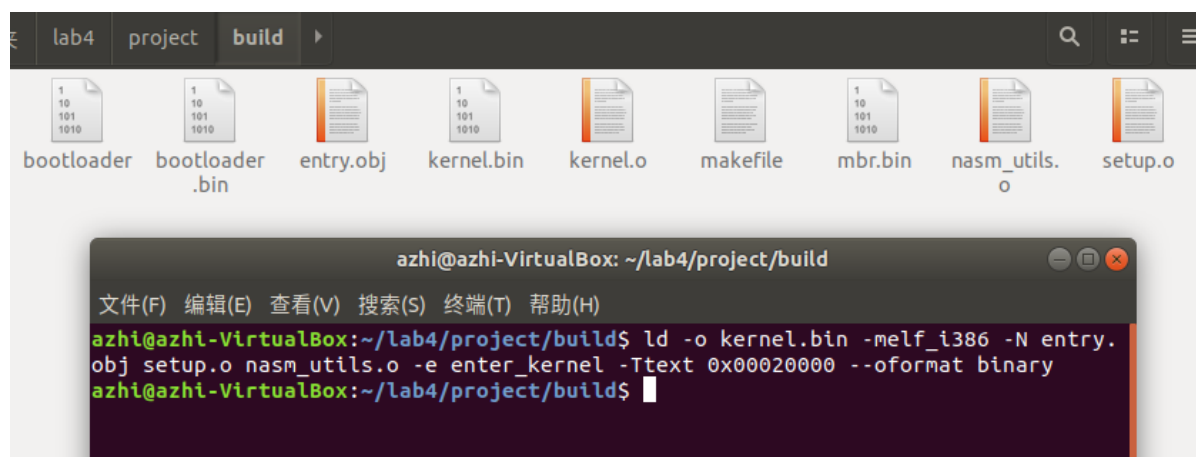 lab4 project build
bootloader bootloader .bin entry.obj kernel.bin kernel.o makefile mbr.bin nasm_utils. o setup.o
azhi@azhi-VirtualBox: ~/lab4/project/build
文件(F) 编辑(E) 查看(V) 搜索(S) 终端(T) 帮助(H)
azhi@azhi-VirtualBox:~/lab4/project/build$ ld -o kernel.bin -melf_i386 -N entry.
obj setup.o nasm_utils.o -e enter_kernel -Ttext 0x00020000 --oformat binary
azhi@azhi-VirtualBox:~/lab4/project/build$